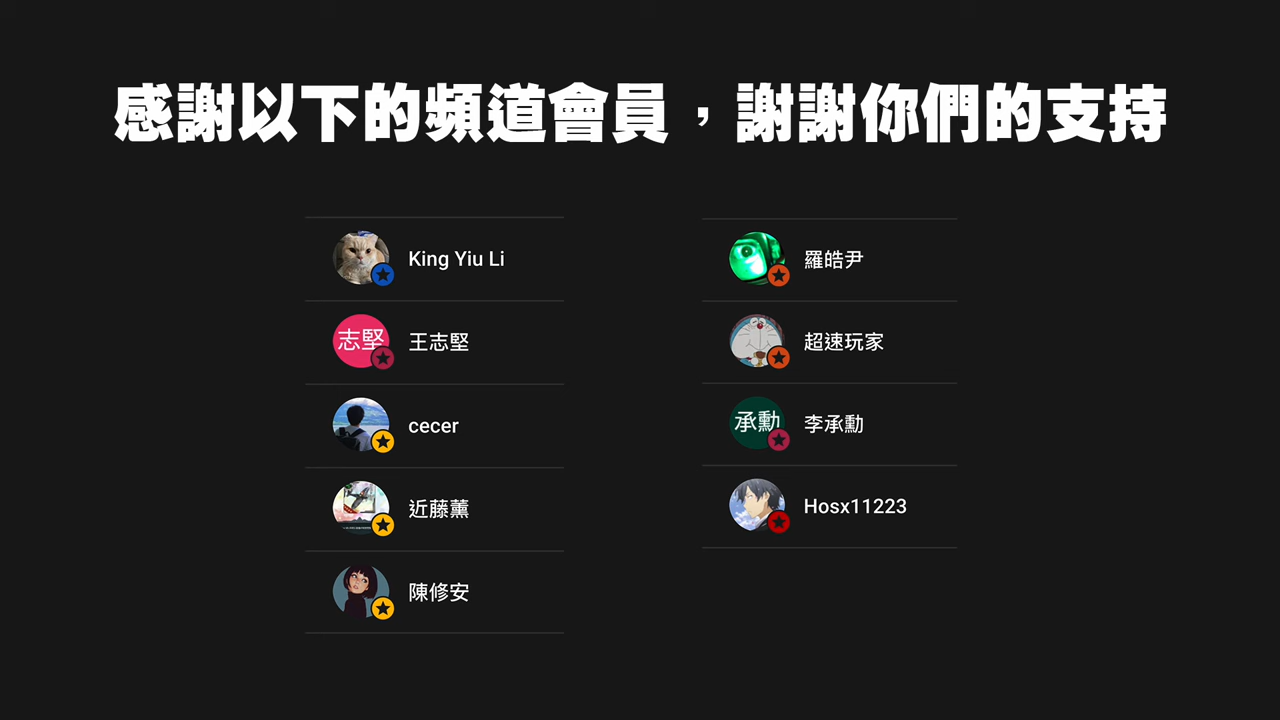 感謝以下的頻道會員，謝謝你們的支持
King Yiu Li
志堅
王志堅
cecer
近藤薰
陳修安
羅皓尹
超速玩家
承勳
李承勳
Hosx11223